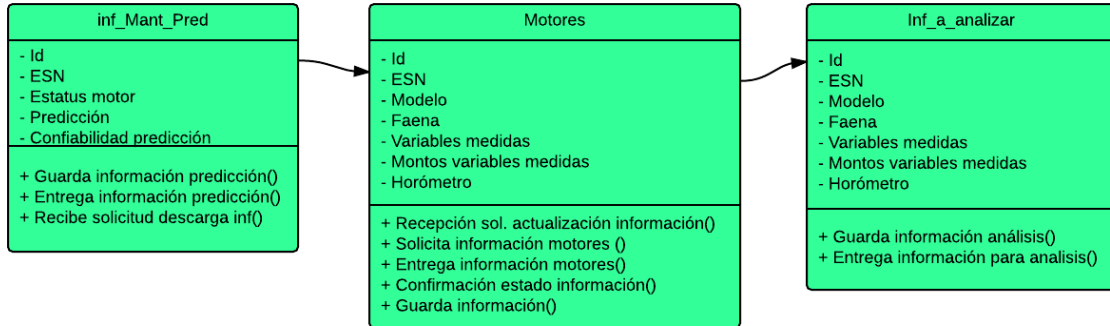 inf_Mant_Pred
- Id
- ESN
- Estatus motor
- Predicción
- Confiabilidad predicción
+ Guarda información predicción()
+ Entrega información predicción()
+ Recibe solicitud descarga inf()
Motores
- Id
- ESN
- Modelo
- Faena
- Variables medidas
- Montos variables medidas
- Horómetro
+ Recepción sol. actualización información()
+ Solicita información motores ()
+ Entrega información motores()
+ Confirmación estado información()
+ Guarda información()
Inf_a_analizar
- Id
- ESN
- Modelo
- Faena
- Variables medidas
- Montos variables medidas
- Horómetro
+ Guarda información análisis()
+ Entrega información para analisis()